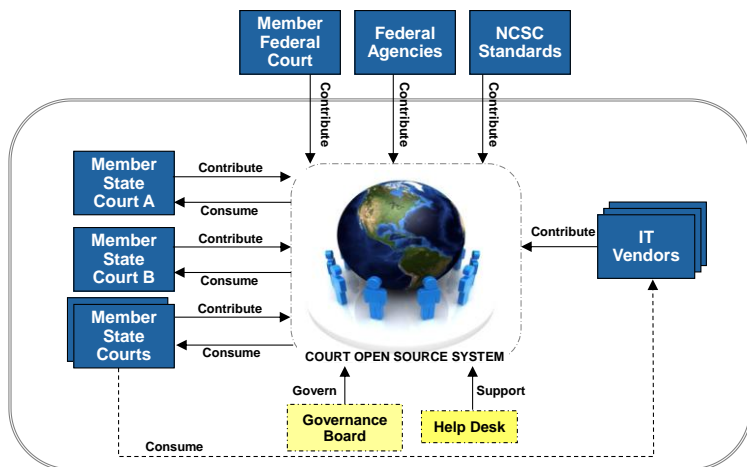 Member
Federal
Court
Federal
Agencies
NCSC
Standards
Contribute
Contribute
Contribute
Member
State
Court A
Contribute
Consume
Member
State
Court B
Contribute
Consume
Member
State
Courts
Contribute
Consume
Contribute
IT
Vendors
COURT OPEN SOURCE SYSTEM
Govern
Support
Governance
Board
Help Desk
Consume